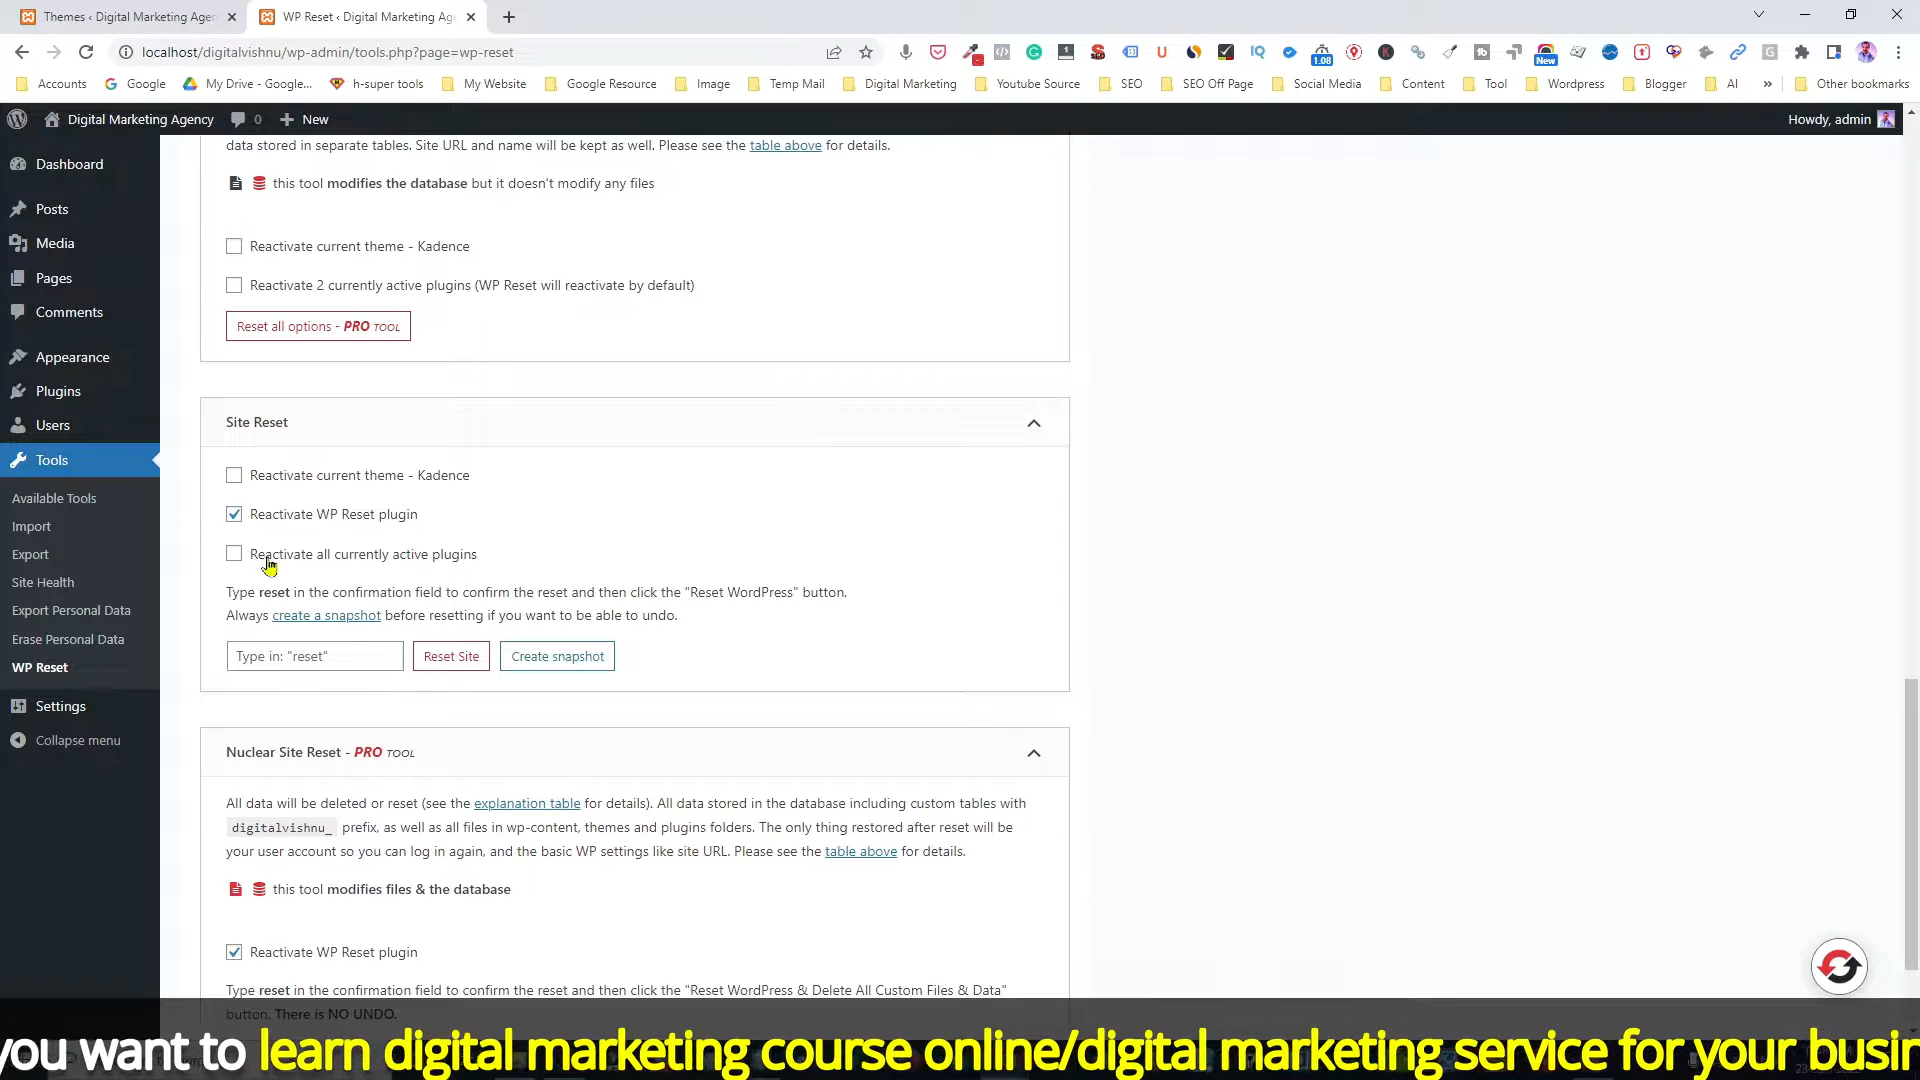 Themes ‹ Digital Marketing Agen
WP Reset ‹ Digital Marketing Age
localhost/digitalvishnu/wp-admin/tools.php?page=wp-reset
1.08
New
Accounts
Google
My Drive - Google...
h-super tools
My Website
Google Resource
Image
Temp Mail
Digital Marketing
Youtube Source
SEO
SEO Off Page
Social Media
Content
Tool
Wordpress
Blogger
AI
»
Other bookmarks
Digital Marketing Agency
0
New
Howdy, admin
Dashboard
Posts
Media
Pages
Comments
Appearance
Plugins
Users
Tools
Available Tools
Import
Export
Site Health
Export Personal Data
Erase Personal Data
WP Reset
Settings
Collapse menu
data stored in separate tables. Site URL and name will be kept as well. Please see the table above for details.
this tool modifies the database but it doesn't modify any files
Reactivate current theme - Kadence
Reactivate 2 currently active plugins (WP Reset will reactivate by default)
Reset all options - PRO TOOL
Site Reset
Reactivate current theme - Kadence
Reactivate WP Reset plugin
Reactivate all currently active plugins
Type reset in the confirmation field to confirm the reset and then click the "Reset WordPress" button.
Always create a snapshot before resetting if you want to be able to undo.
Type in: "reset"
Reset Site
Create snapshot
Nuclear Site Reset - PRO TOOL
All data will be deleted or reset (see the explanation table for details). All data stored in the database including custom tables with
digitalvishnu_ prefix, as well as all files in wp-content, themes and plugins folders. The only thing restored after reset will be
your user account so you can log in again, and the basic WP settings like site URL. Please see the table above for details.
this tool modifies files & the database
Reactivate WP Reset plugin
Type reset in the confirmation field to confirm the reset and then click the "Reset WordPress & Delete All Custom Files & Data"
button. There is NO UNDO.
you want to learn digital marketing course online/digital marketing service for your busin